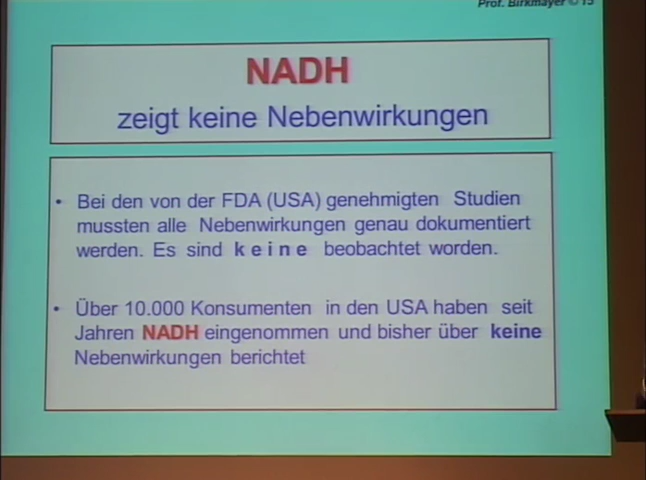 Prof. Birkmayer © 15
NADH
zeigt keine Nebenwirkungen
• Bei den von der FDA (USA) genehmigten Studien
mussten alle Nebenwirkungen genau dokumentiert
werden. Es sind k e i n e beobachtet worden.
• Über 10.000 Konsumenten in den USA haben seit
Jahren NADH eingenommen und bisher über keine
Nebenwirkungen berichtet